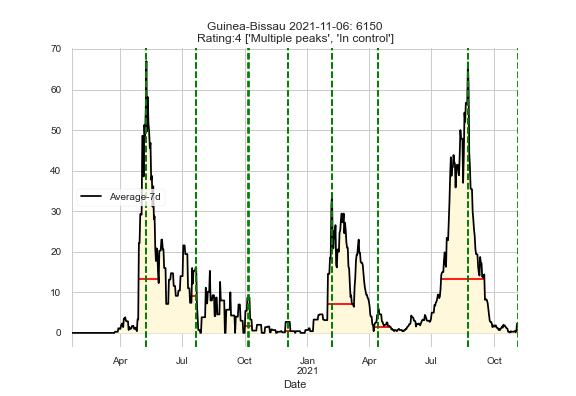 Guinea-Bissau 2021-11-06: 6150
Rating:4 ['Multiple peaks', 'In control']
70
60
50
40
30
20
10
0
Average-7d
Apr Jul Oct Jan Apr Jul Oct
2021
Date